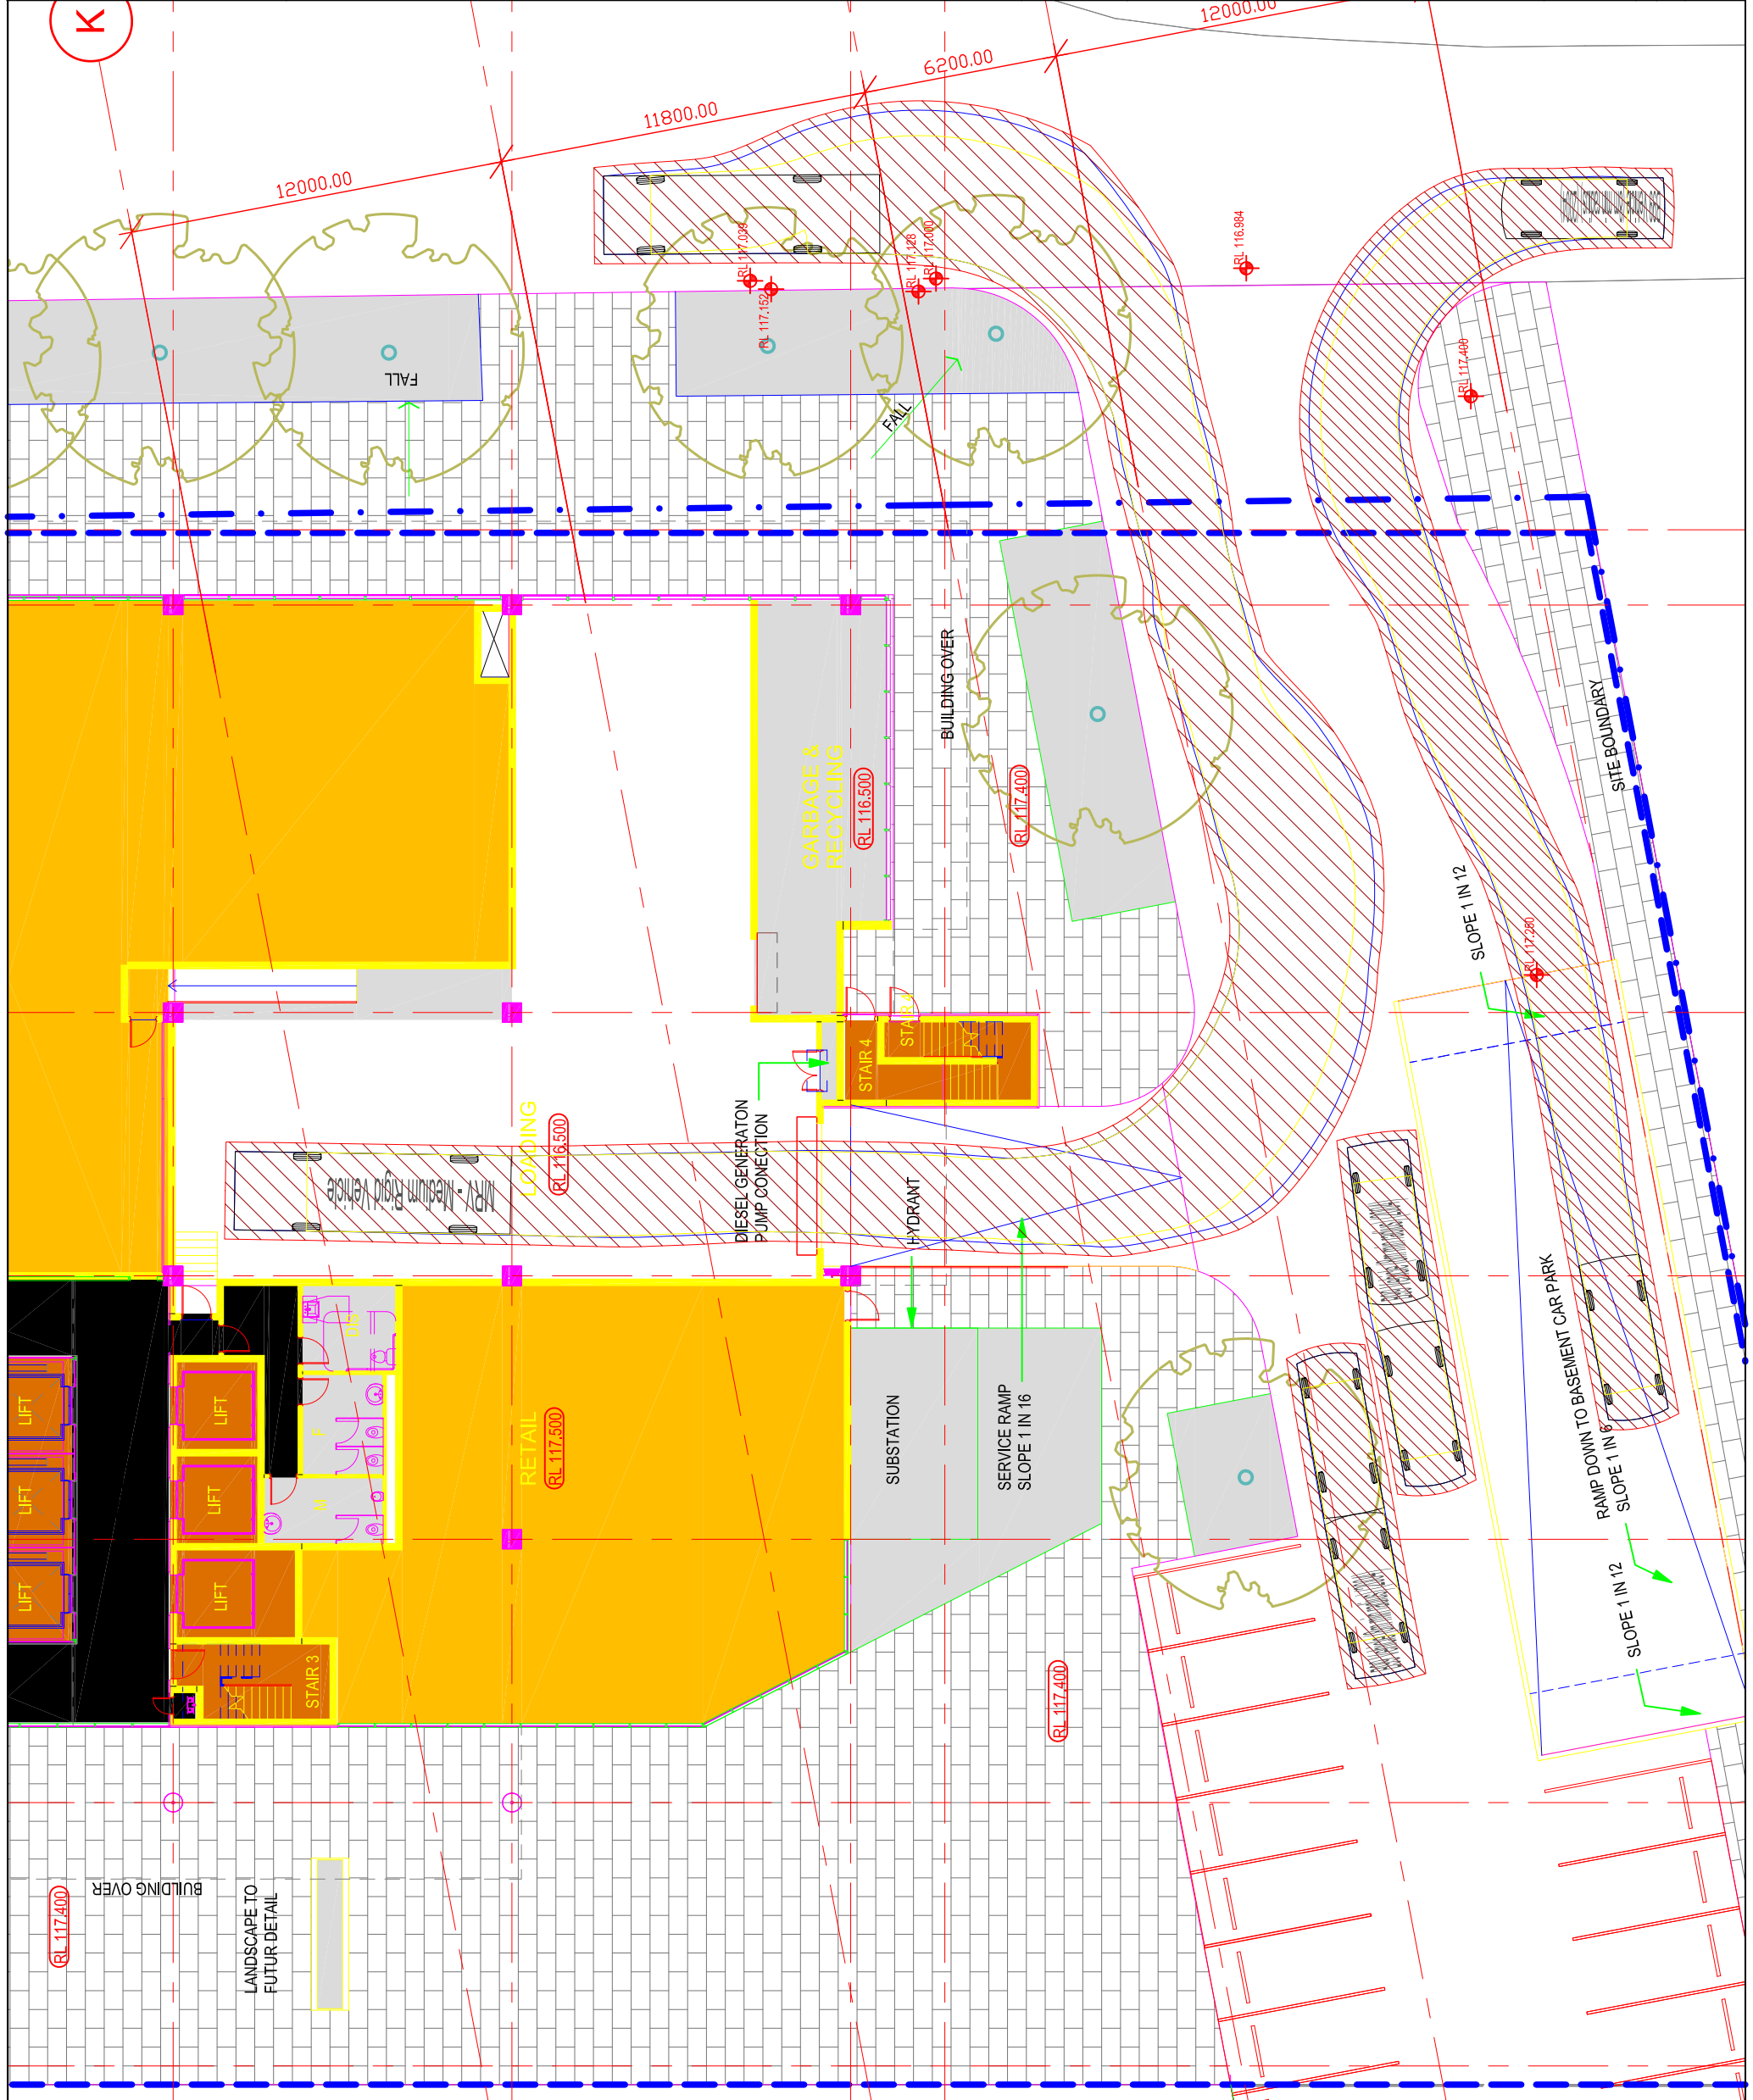 K
12000.00
6200.00
11800.00
12000.00
RL 117.039
RL 117.152
RL 117.128
RL 117.000
RL 116.984
RL 117.400
FALL
FALL
BUILDING OVER
GARBAGE &
RECYCLING
RL 116.500
RL 117.400
SITE BOUNDARY
SLOPE 1 IN 12
STAIR 4
STAIR 4
DIESEL GENERATON
PUMP CONECTION
LOADING
RL 116.500
MRV - Medium Rigid Vehicle
HYDRANT
LIFT
LIFT
LIFT
LIFT
LIFT
LIFT
DIS
F
M
RETAIL
RL 117.500
SUBSTATION
SERVICE RAMP
SLOPE 1 IN 16
RAMP DOWN TO BASEMENT CAR PARK
SLOPE 1 IN 6
SLOPE 1 IN 12
STAIR 3
RL 117.400
RL 117.400
BUILDING OVER
LANDSCAPE TO
FUTUR DETAIL